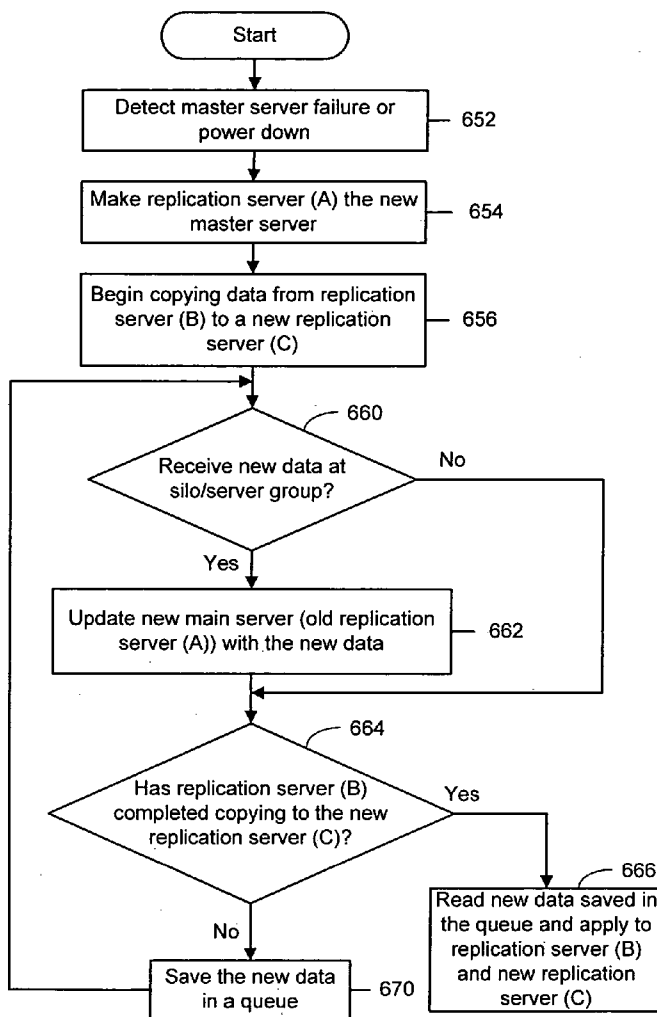 Start
Detect master server failure or
power down
652
Make replication server (A) the new
master server
654
Begin copying data from replication
server (B) to a new replication
server (C)
656
660
Receive new data at
silo/server group?
No
Yes
Update new main server (old replication
server (A)) with the new data
662
664
Has replication server (B)
completed copying to the new
replication server (C)?
Yes
No
666
Read new data saved in
the queue and apply to
replication server (B)
and new replication
server (C)
Save the new data
in a queue
670